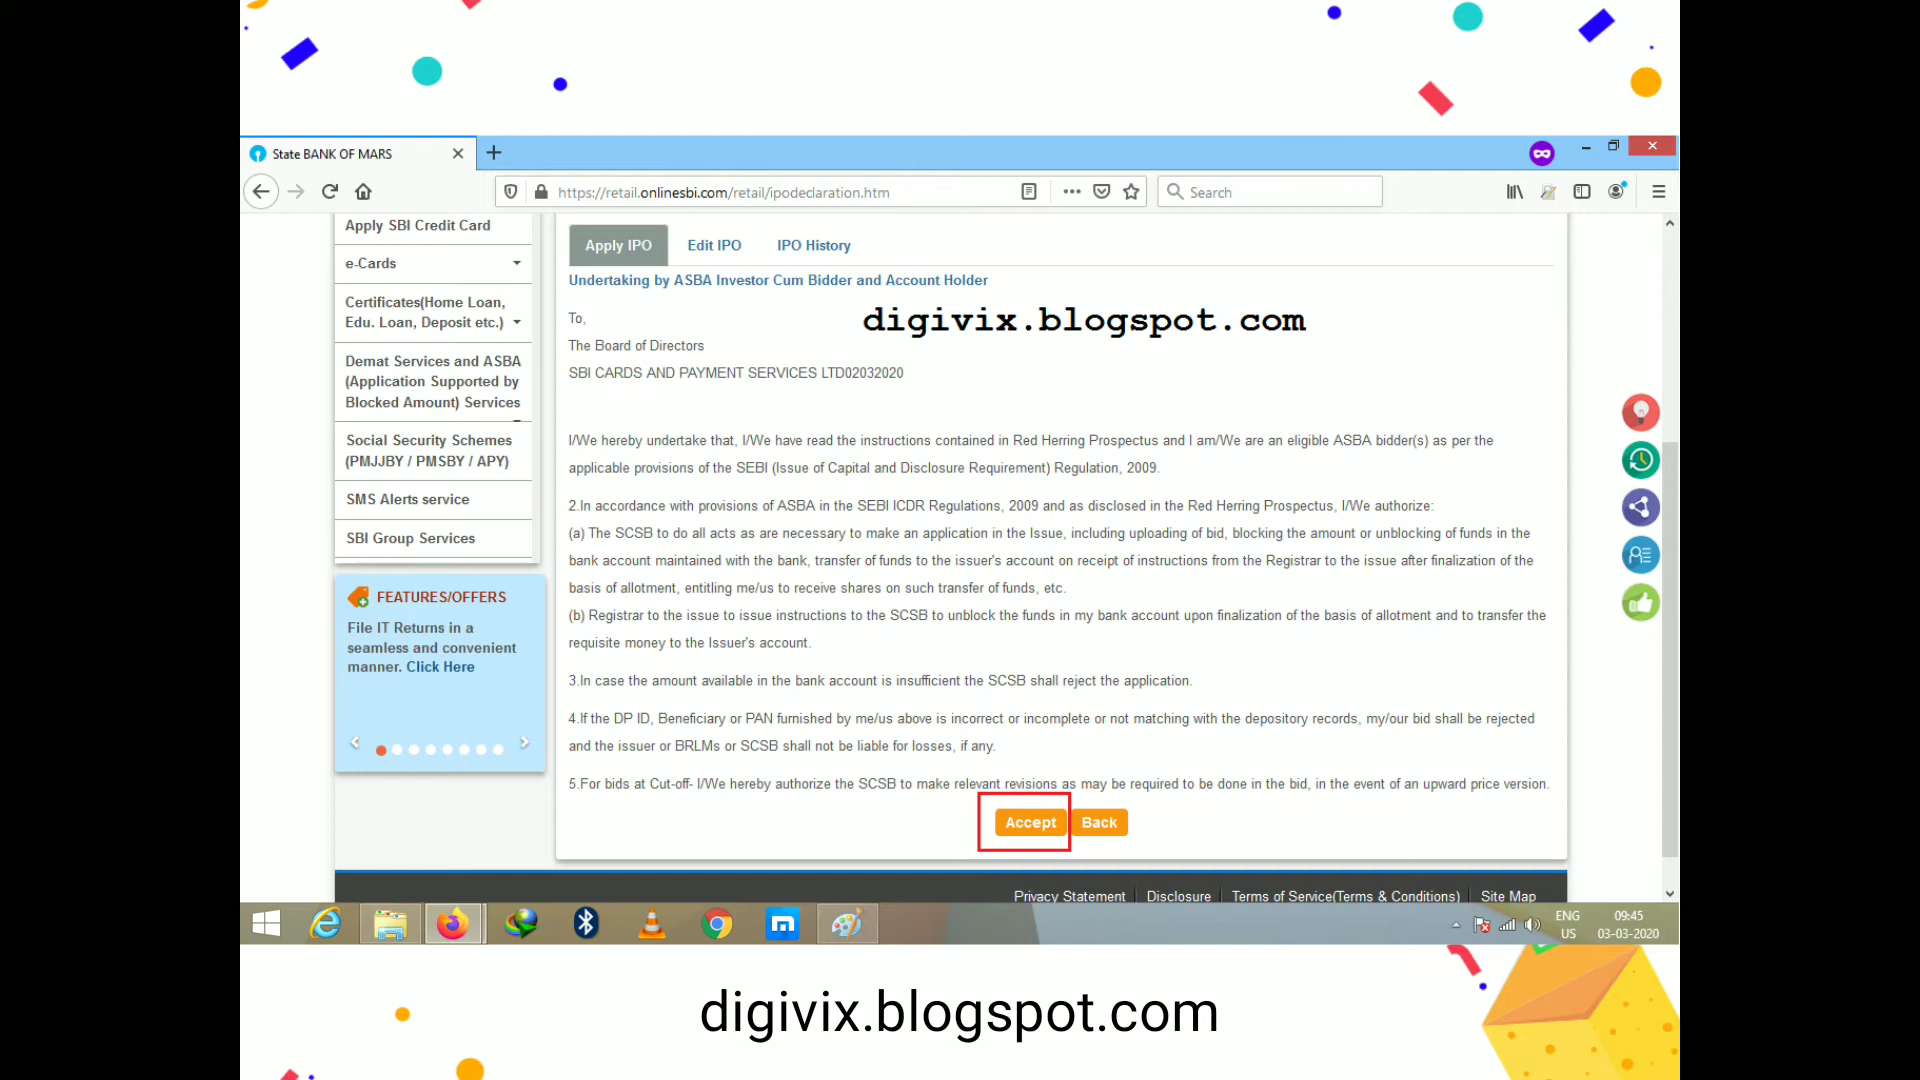 State BANK OF MARS
https://retail.onlinesbi.com/retail/ipodeclaration.htm
Search
Apply SBI Credit Card
e-Cards
Certificates(Home Loan,
Edu. Loan, Deposit etc.)
Demat Services and ASBA
(Application Supported by
Blocked Amount) Services
Social Security Schemes
(PMJJBY / PMSBY / APY)
SMS Alerts service
SBI Group Services
FEATURES/OFFERS
File IT Returns in a
seamless and convenient
manner. Click Here
Apply IPO Edit IPO IPO History
Undertaking by ASBA Investor Cum Bidder and Account Holder
digivix.blogspot.com
To,
The Board of Directors
SBI CARDS AND PAYMENT SERVICES LTD02032020
I/We hereby undertake that, I/We have read the instructions contained in Red Herring Prospectus and I am/We are an eligible ASBA bidder(s) as per the
applicable provisions of the SEBI (Issue of Capital and Disclosure Requirement) Regulation, 2009.
2.In accordance with provisions of ASBA in the SEBI ICDR Regulations, 2009 and as disclosed in the Red Herring Prospectus, I/We authorize:
(a) The SCSB to do all acts as are necessary to make an application in the Issue, including uploading of bid, blocking the amount or unblocking of funds in the
bank account maintained with the bank, transfer of funds to the issuer's account on receipt of instructions from the Registrar to the issue after finalization of the
basis of allotment, entitling me/us to receive shares on such transfer of funds, etc.
(b) Registrar to the issue to issue instructions to the SCSB to unblock the funds in my bank account upon finalization of the basis of allotment and to transfer the
requisite money to the Issuer's account.
3.In case the amount available in the bank account is insufficient the SCSB shall reject the application.
4.If the DP ID, Beneficiary or PAN furnished by me/us above is incorrect or incomplete or not matching with the depository records, my/our bid shall be rejected
and the issuer or BRLMs or SCSB shall not be liable for losses, if any.
5.For bids at Cut-off- I/We hereby authorize the SCSB to make relevant revisions as may be required to be done in the bid, in the event of an upward price version.
Accept Back
Privacy Statement Disclosure Terms of Service(Terms & Conditions) Site Map
ENG 09:45
US 03-03-2020
digivix.blogspot.com